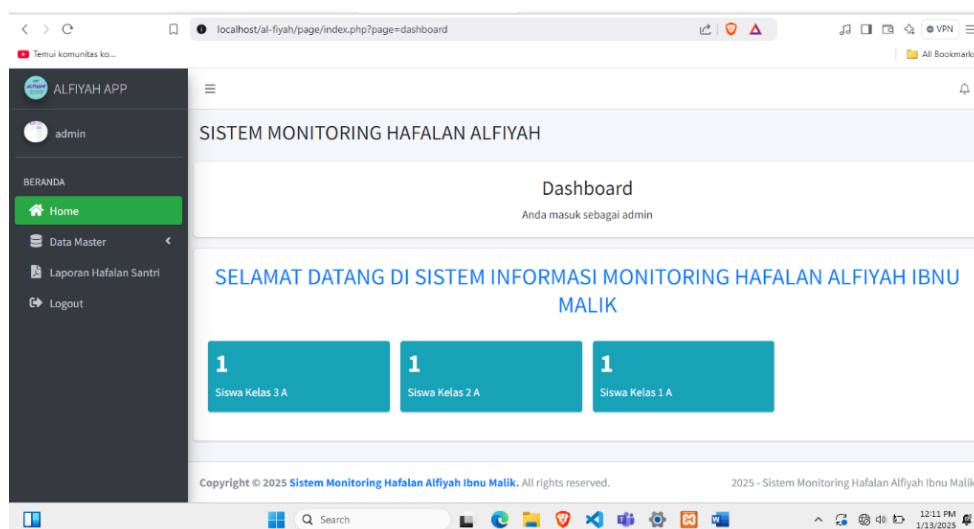 localhost/al-fiyah/page/index.php?page=dashboard
VPN
Temui komunitas ko...
All Bookmarks
ALFIYAH APP
admin
SISTEM MONITORING HAFALAN ALFIYAH
BERANDA
Home
Data Master
Laporan Hafalan Santri
Logout
Dashboard
Anda masuk sebagai admin
SELAMAT DATANG DI SISTEM INFORMASI MONITORING HAFALAN ALFIYAH IBNU
MALIK
1
Siswa Kelas 3 A
1
Siswa Kelas 2 A
1
Siswa Kelas 1 A
Copyright © 2025 Sistem Monitoring Hafalan Alfiyah Ibnu Malik. All rights reserved.
2025 - Sistem Monitoring Hafalan Alfiyah Ibnu Malik
Search
12:11 PM
1/13/2025